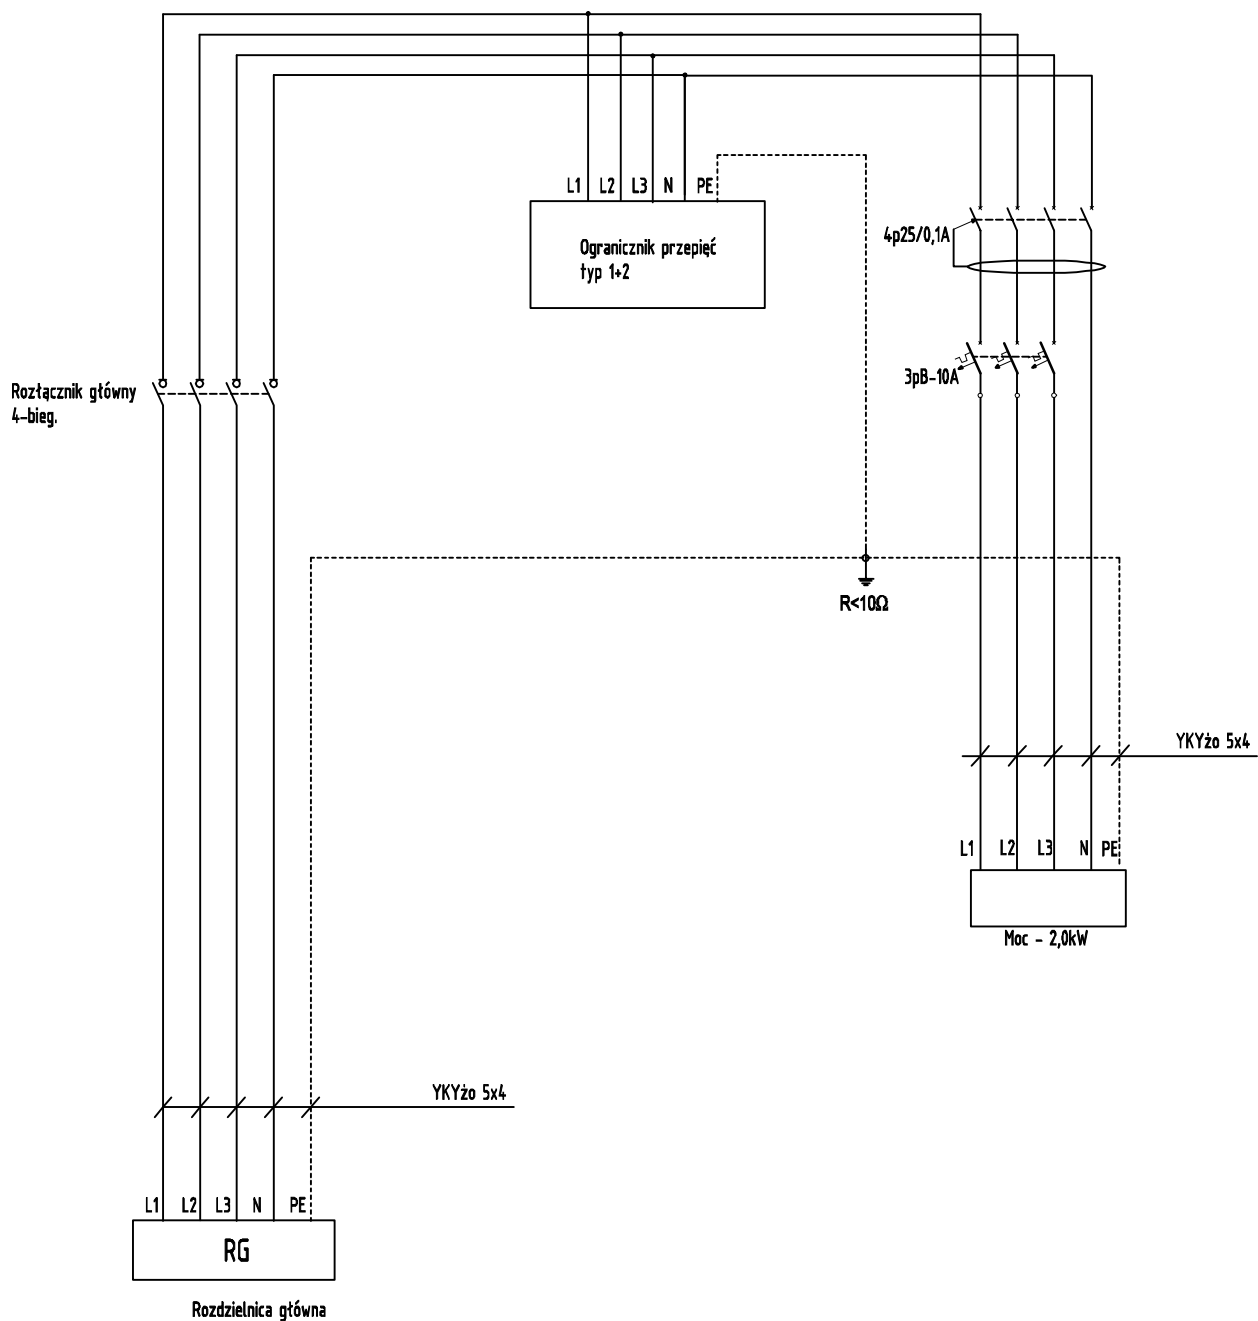 L1 L2 L3 N PE
Ogranicznik przepięć
typ 1+2
4p25/0,1A
3pB-10A
Rozłącznik główny
4-bieg.
R<10Ω
YKYżo 5x4
L1 L2 L3 N PE
Moc - 2,0kW
YKYżo 5x4
L1 L2 L3 N PE
RG
Rozdzielnica główna